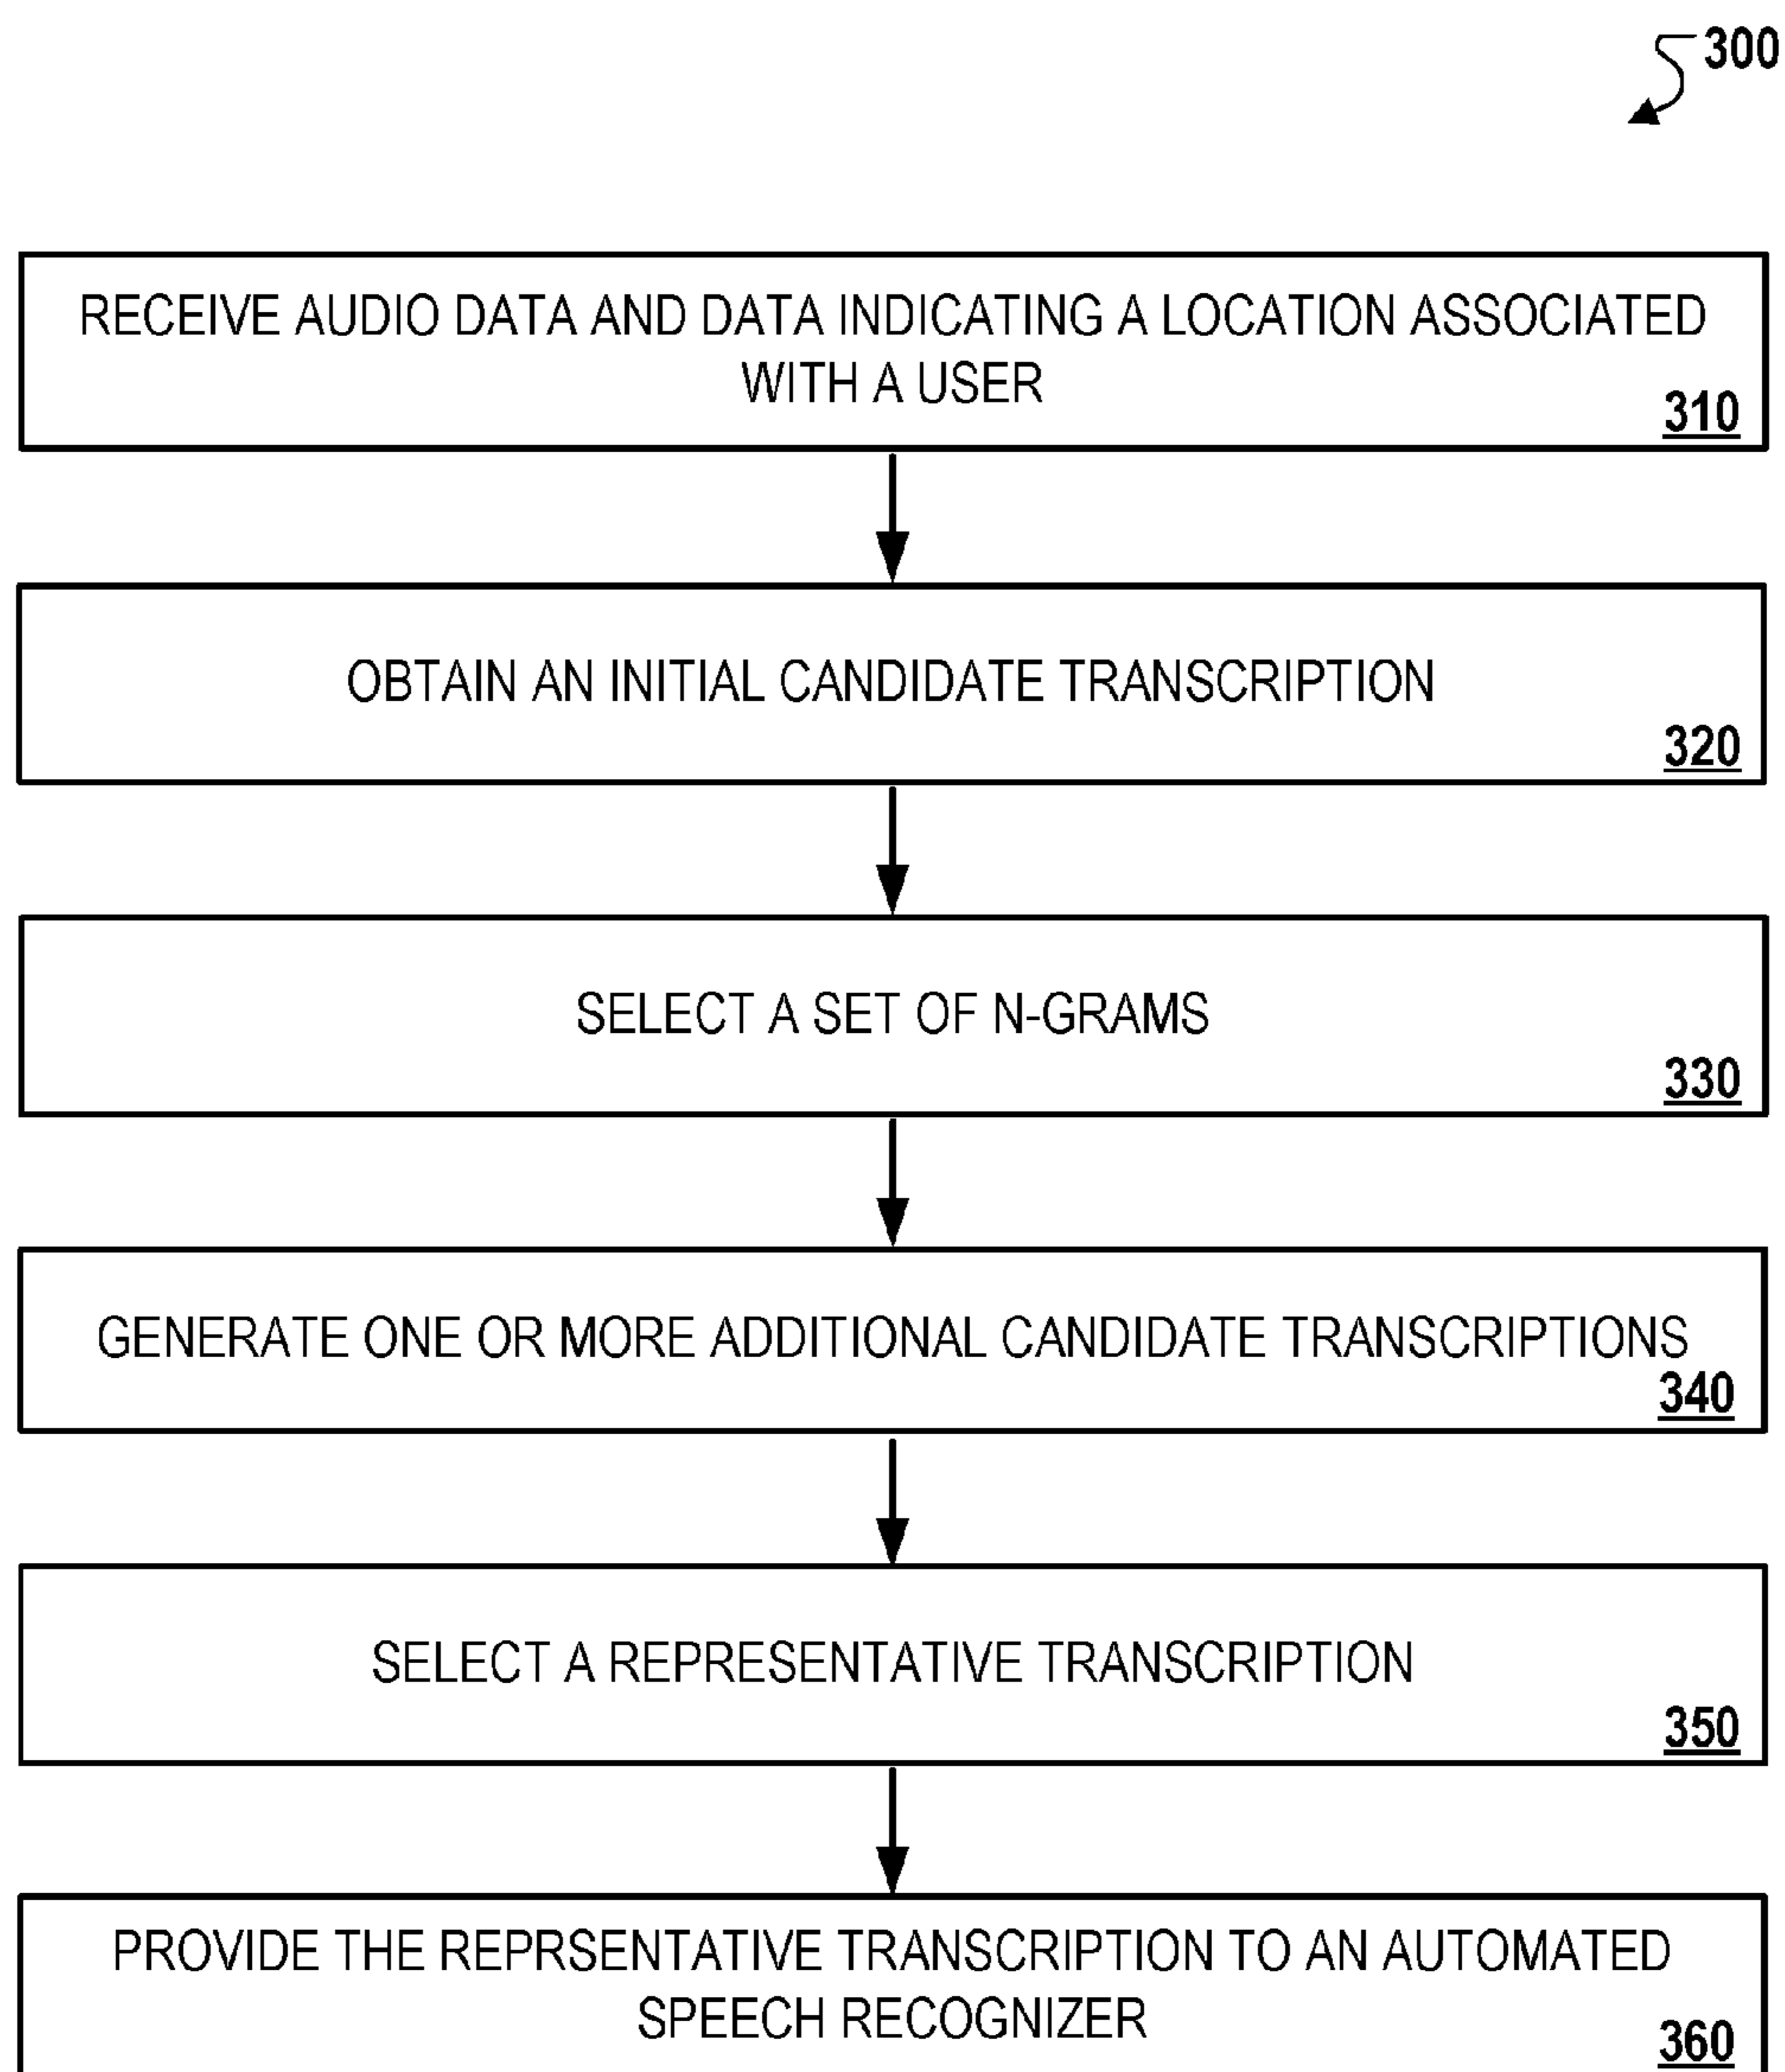 300
RECEIVE AUDIO DATA AND DATA INDICATING A LOCATION ASSOCIATED
WITH A USER
310
OBTAIN AN INITIAL CANDIDATE TRANSCRIPTION
320
SELECT A SET OF N-GRAMS
330
GENERATE ONE OR MORE ADDITIONAL CANDIDATE TRANSCRIPTIONS
340
SELECT A REPRESENTATIVE TRANSCRIPTION
350
PROVIDE THE REPRSENTATIVE TRANSCRIPTION TO AN AUTOMATED
SPEECH RECOGNIZER
360